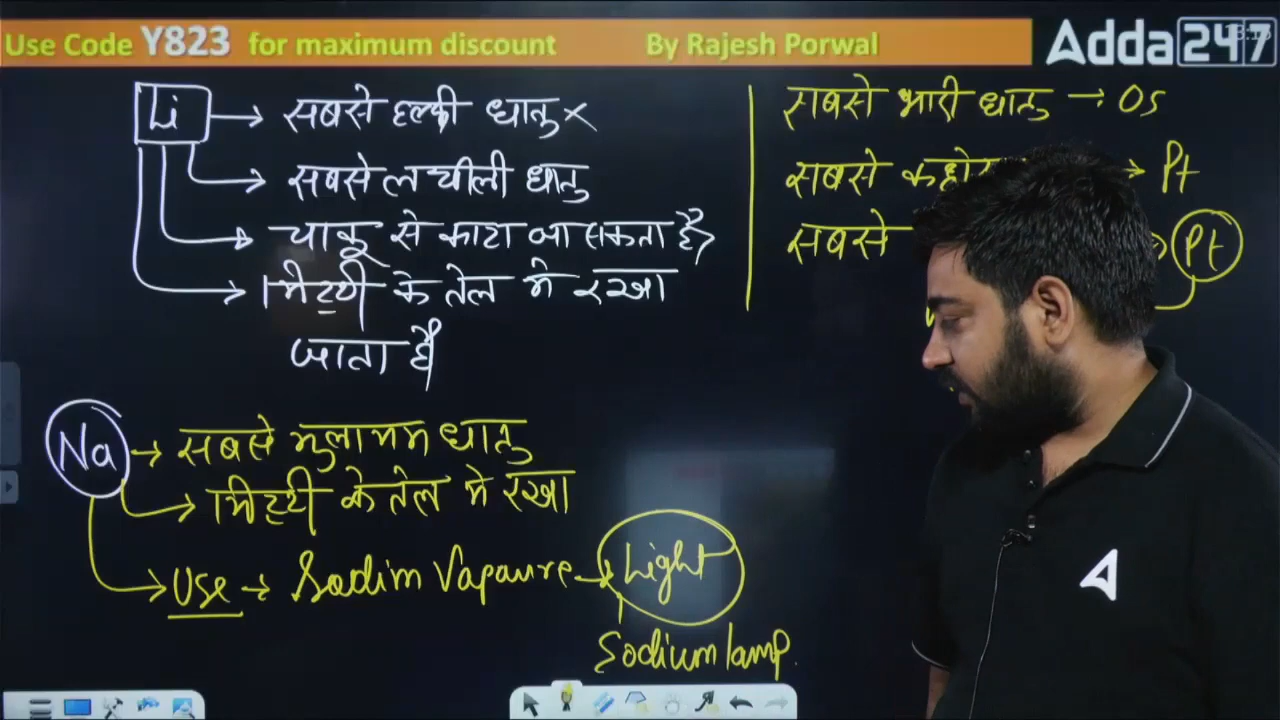 Use Code Y823 for maximum discount By Rajesh Porwal
Adda247
Li → सबसे हल्की धातु ×
→ सबसे लचीली धातु
→ चाकू से काटा जा सकता है
→ मिट्टी के तेल मे रखा
जाता है
सबसे भारी धातु → Os
सबसे → Pt
सबसे → Pt
Na → सबसे मुलायम धातु
→ मिट्टी के तेल मे रखा
→ Use → Sodim Vapaure → Light
Sodium lamp